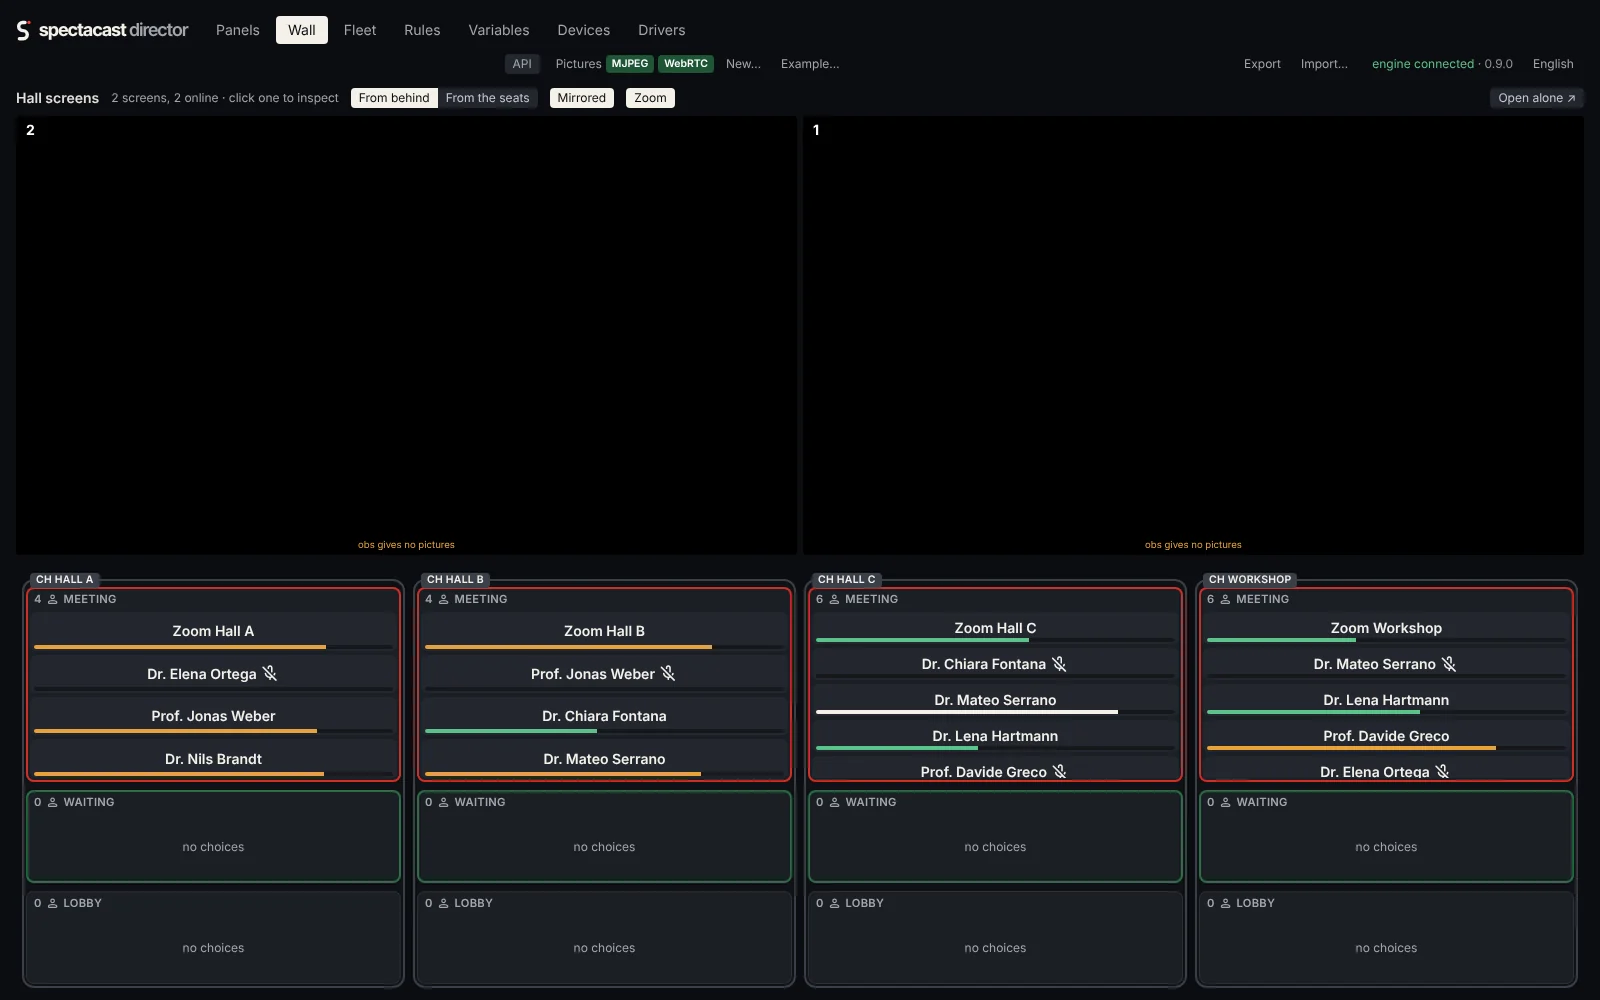 spectacast director Panels Wall Fleet Rules Variables Devices Drivers
API Pictures MJPEG WebRTC New... Example... Export Import... engine connected · 0.9.0 English
Hall screens 2 screens, 2 online · click one to inspect From behind From the seats Mirrored Zoom Open alone ↗
2
obs gives no pictures
1
obs gives no pictures
CH HALL A
4 MEETING
Zoom Hall A
Dr. Elena Ortega
Prof. Jonas Weber
Dr. Nils Brandt
0 WAITING
no choices
0 LOBBY
no choices
CH HALL B
4 MEETING
Zoom Hall B
Prof. Jonas Weber
Dr. Chiara Fontana
Dr. Mateo Serrano
0 WAITING
no choices
0 LOBBY
no choices
CH HALL C
6 MEETING
Zoom Hall C
Dr. Chiara Fontana
Dr. Mateo Serrano
Dr. Lena Hartmann
Prof. Davide Greco
0 WAITING
no choices
0 LOBBY
no choices
CH WORKSHOP
6 MEETING
Zoom Workshop
Dr. Mateo Serrano
Dr. Lena Hartmann
Prof. Davide Greco
Dr. Elena Ortega
0 WAITING
no choices
0 LOBBY
no choices